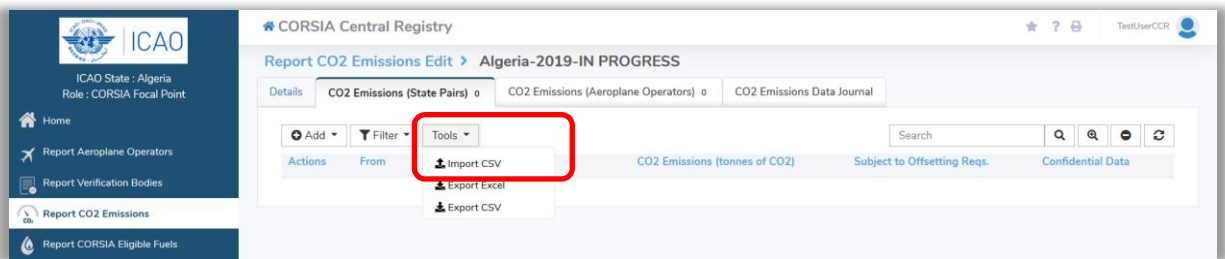 ICAO
ICAO State : Algeria
Role : CORSIA Focal Point
Home
Report Aeroplane Operators
Report Verification Bodies
CO₂
Report CO2 Emissions
Report CORSIA Eligible Fuels
CORSIA Central Registry
? TestUserCCR
Report CO2 Emissions Edit > Algeria-2019-IN PROGRESS
Details CO2 Emissions (State Pairs) 0 CO2 Emissions (Aeroplane Operators) 0 CO2 Emissions Data Journal
Add Filter Tools Search
Actions From CO2 Emissions (tonnes of CO2) Subject to Offsetting Reqs. Confidential Data
Import CSV
Export Excel
Export CSV